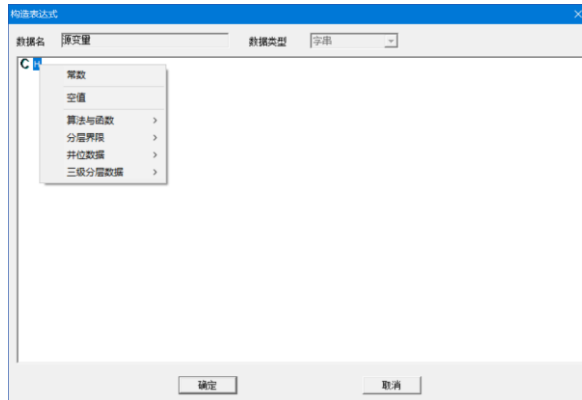 构造表达式
数据名 源变量 数据类型 字串
C H
常数
空值
算法与函数
分层界限
井位数据
三级分层数据
确定 取消